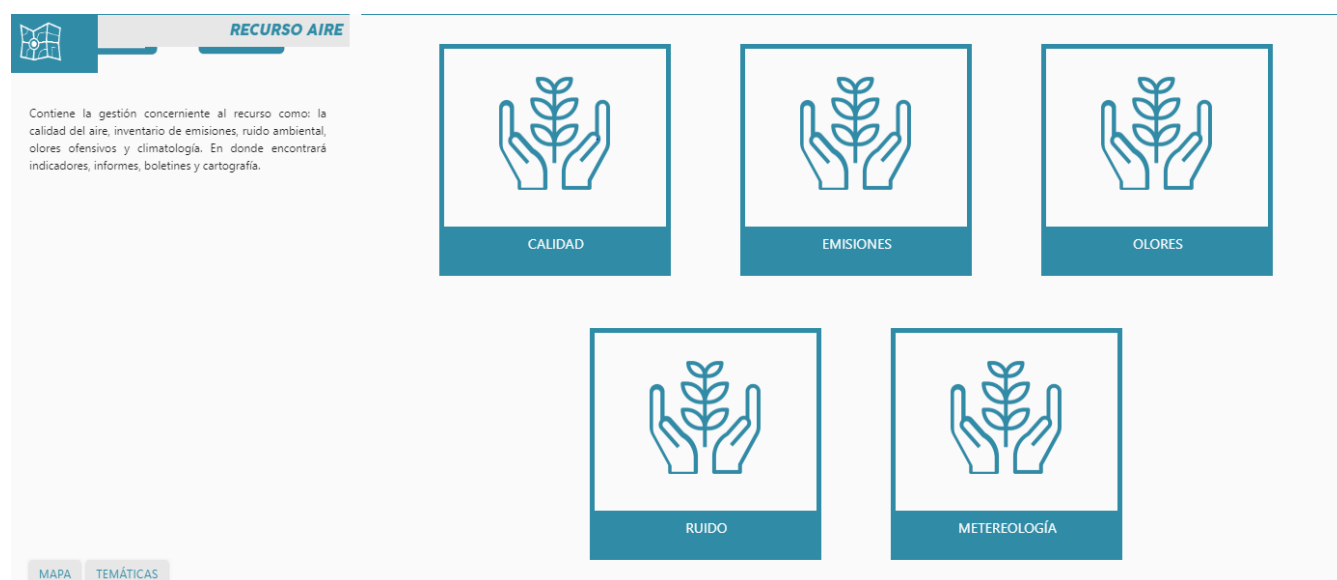 RECURSO AIRE
Contiene la gestión concerniente al recurso como: la
calidad del aire, inventario de emisiones, ruido ambiental,
olores ofensivos y climatología. En donde encontrará
indicadores, informes, boletines y cartografía.
CALIDAD
EMISIONES
OLORES
RUIDO
METEREOLOGÍA
MAPA
TEMÁTICAS